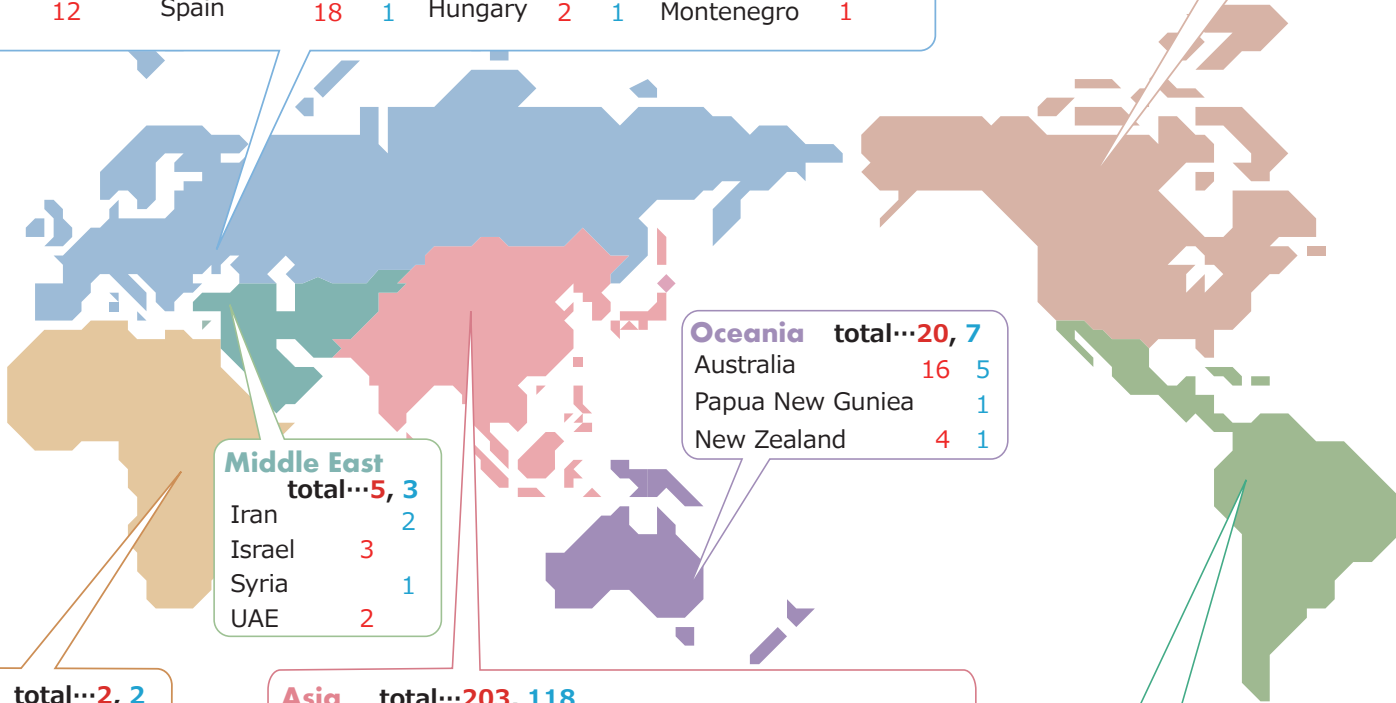 12 Spain 18 1 Hungary 2 1 Montenegro 1
Oceania total…20, 7
Australia 16 5
Papua New Guniea 1
New Zealand 4 1
Middle East
total…5, 3
Iran 2
Israel 3
Syria 1
UAE 2
total…2, 2
Asia total…203, 118